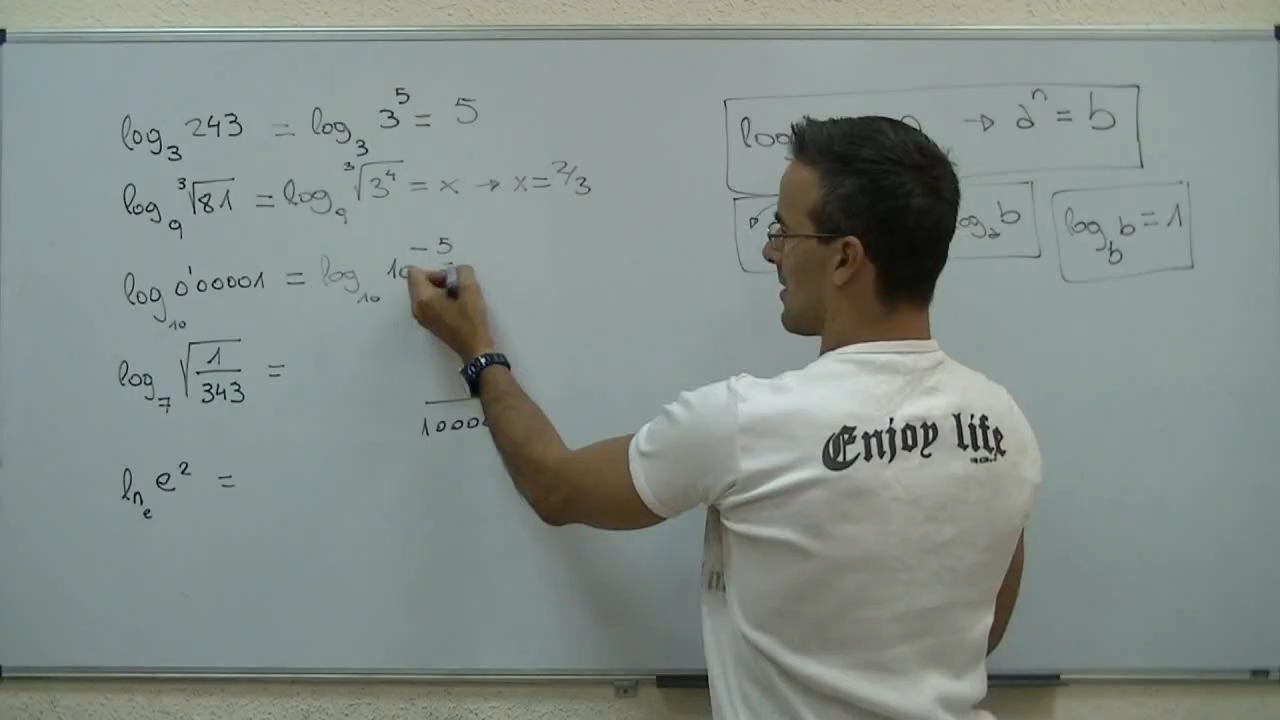 log₃ 243 = log₃ 3⁵ = 5
log₉ ∛81 = log₉ ∛3⁴ = x → x = 2/3
log₁₀ 0'00001 = log₁₀ 10⁻⁵
log₇ √(1/343) =
1000
lnₑ e² =
log → aⁿ = b
b
log_b b = 1
Enjoy life